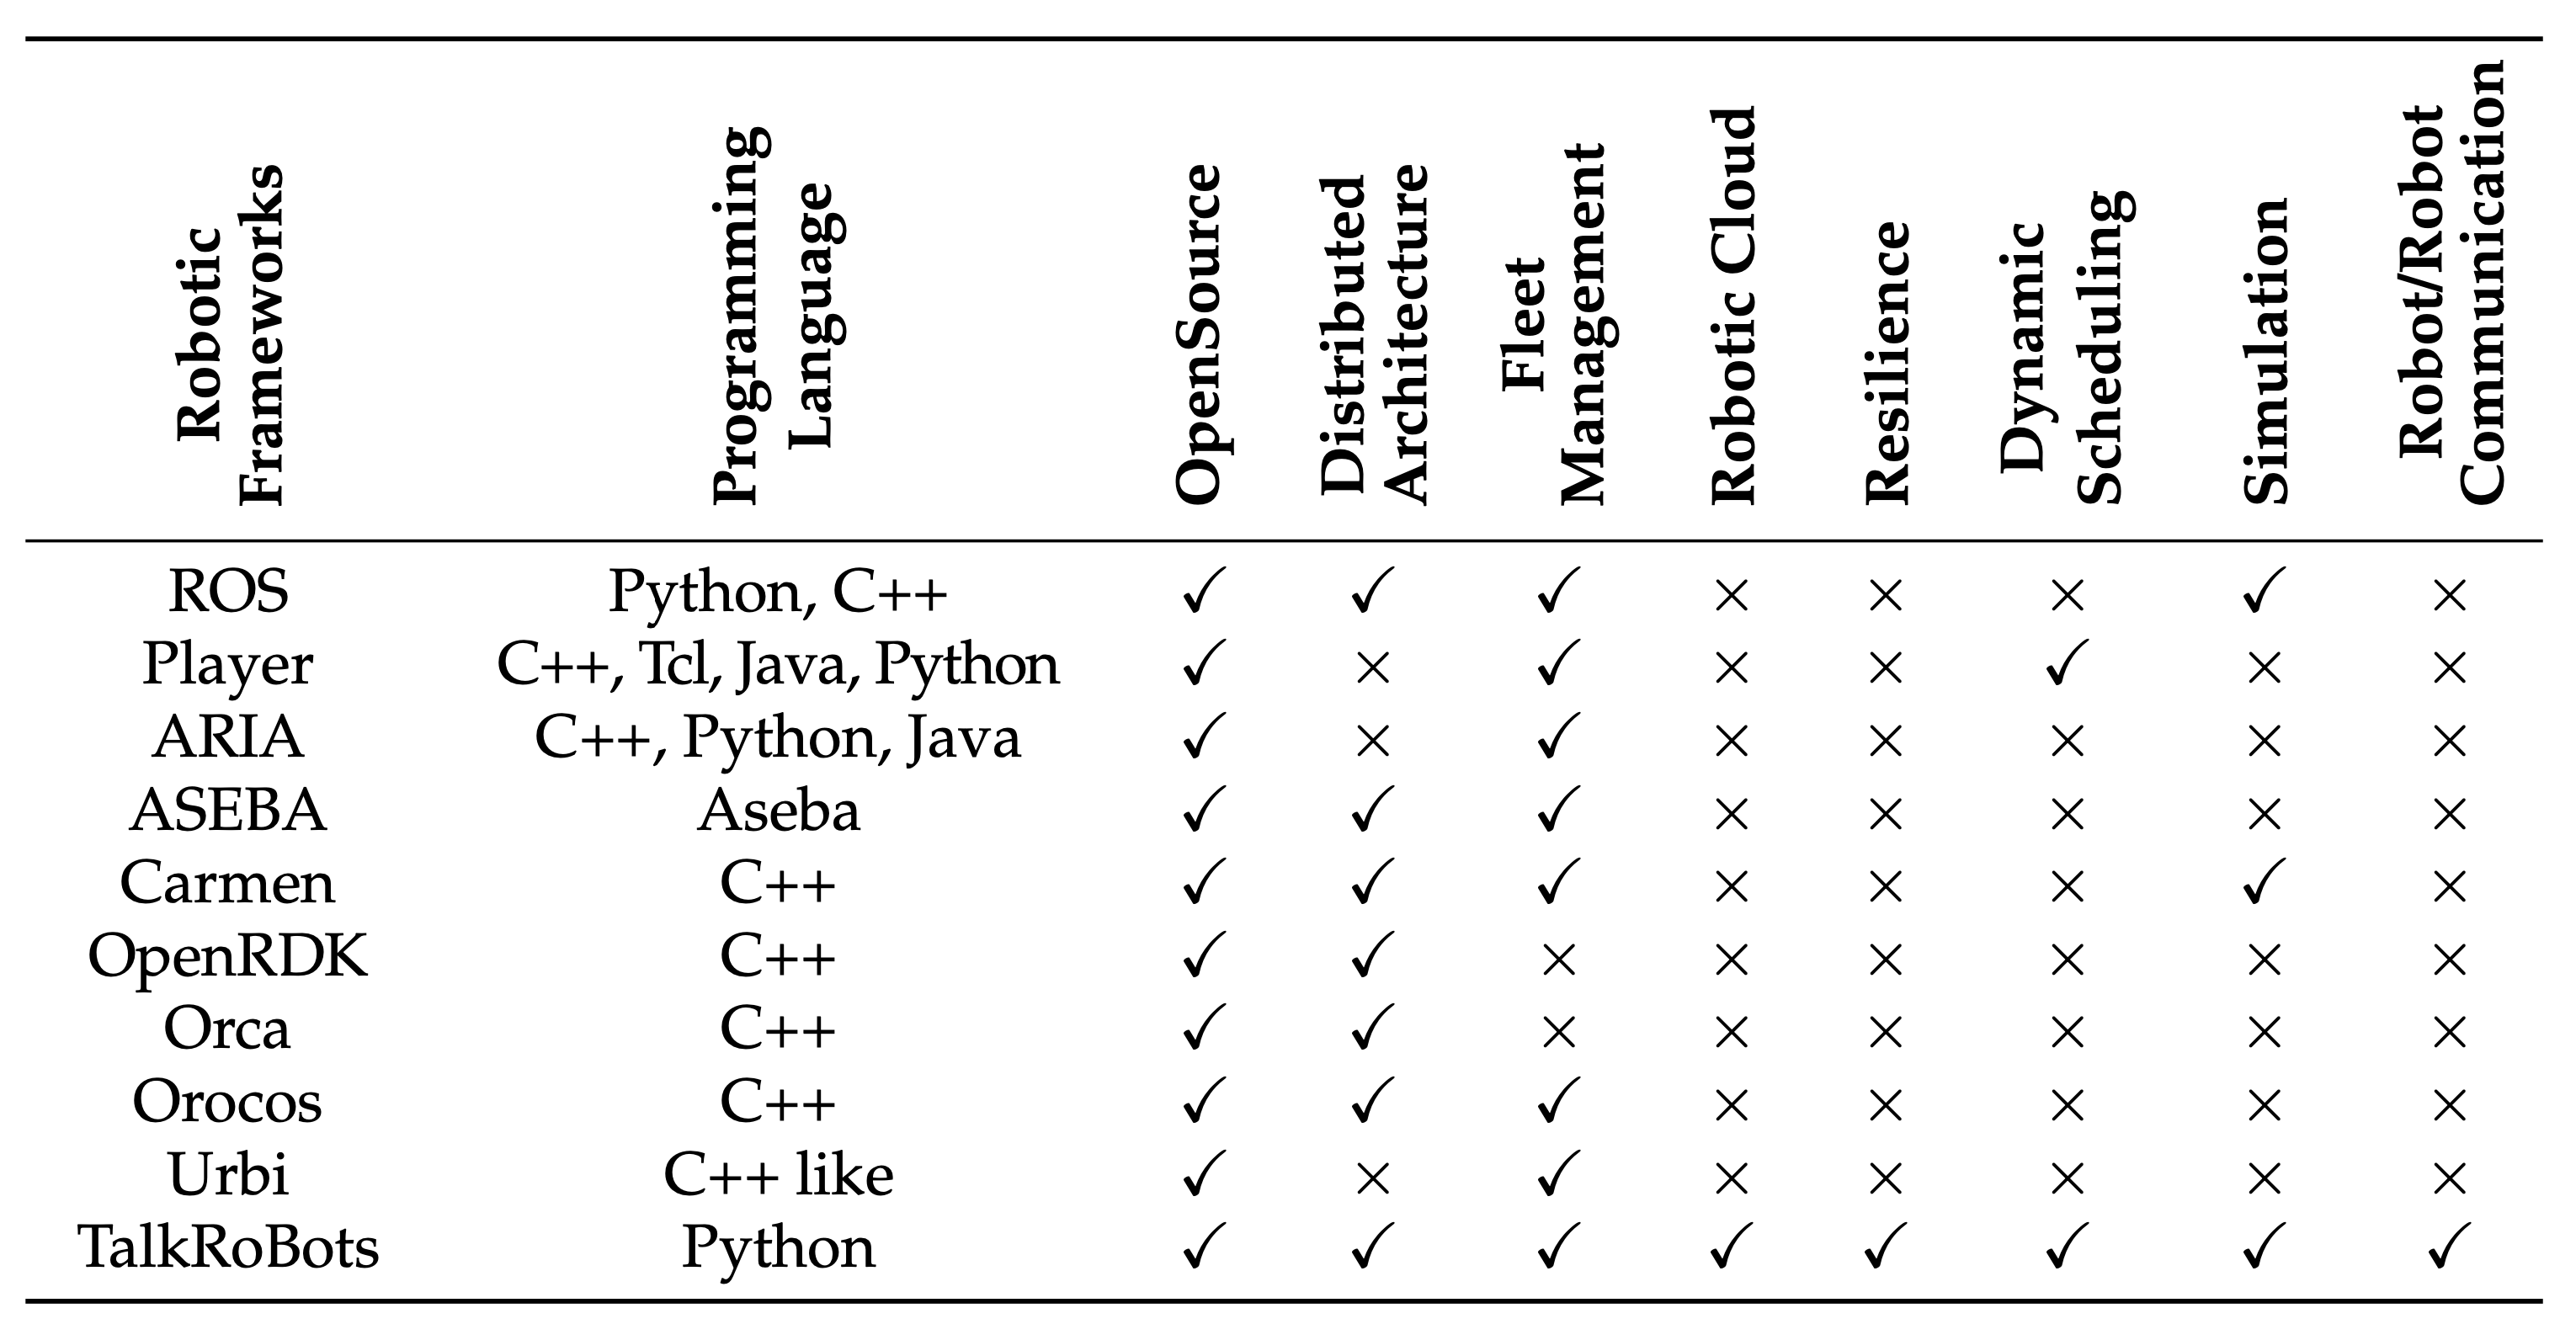 Robotic
Frameworks
Programming
Language
OpenSource
Distributed
Architecture
Fleet
Management
Robotic Cloud
Resilience
Dynamic
Scheduling
Simulation
Robot/Robot
Communication
ROS Python, C++ ✓ ✓ ✓ × × × ✓ ×
Player C++, Tcl, Java, Python ✓ × ✓ × × ✓ × ×
ARIA C++, Python, Java ✓ × ✓ × × × × ×
ASEBA Aseba ✓ ✓ ✓ × × × × ×
Carmen C++ ✓ ✓ ✓ × × × ✓ ×
OpenRDK C++ ✓ ✓ × × × × × ×
Orca C++ ✓ ✓ × × × × × ×
Orocos C++ ✓ ✓ ✓ × × × × ×
Urbi C++ like ✓ × ✓ × × × × ×
TalkRoBots Python ✓ ✓ ✓ ✓ ✓ ✓ ✓ ✓